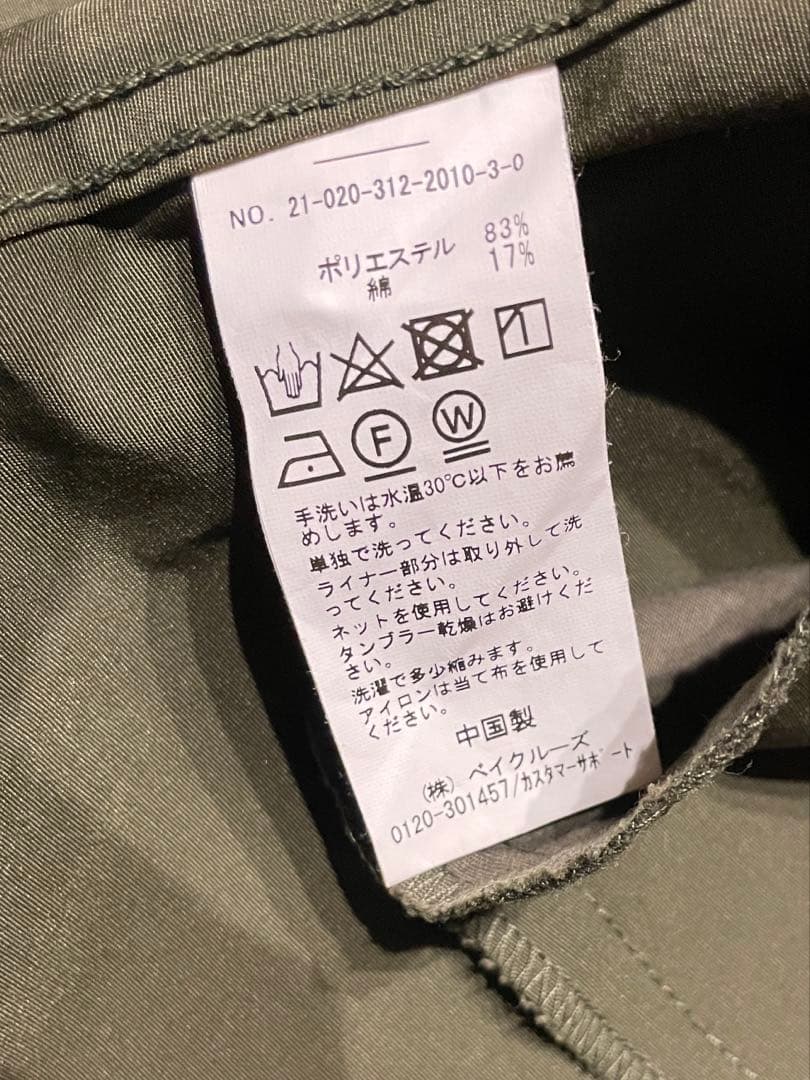 NO. 21-020-312-2010-3-0
ポリエステル 83%
綿 17%
F W
手洗いは水温30℃以下をお薦
めします。
単独で洗ってください。
ライナー部分は取り外して洗
ってください。
ネットを使用してください。
タンブラー乾燥はお避けくだ
さい。
洗濯で多少縮みます。
アイロンは当て布を使用して
ください。
中国製
(株) ベイクルーズ
0120-301457/カスタマーサポート